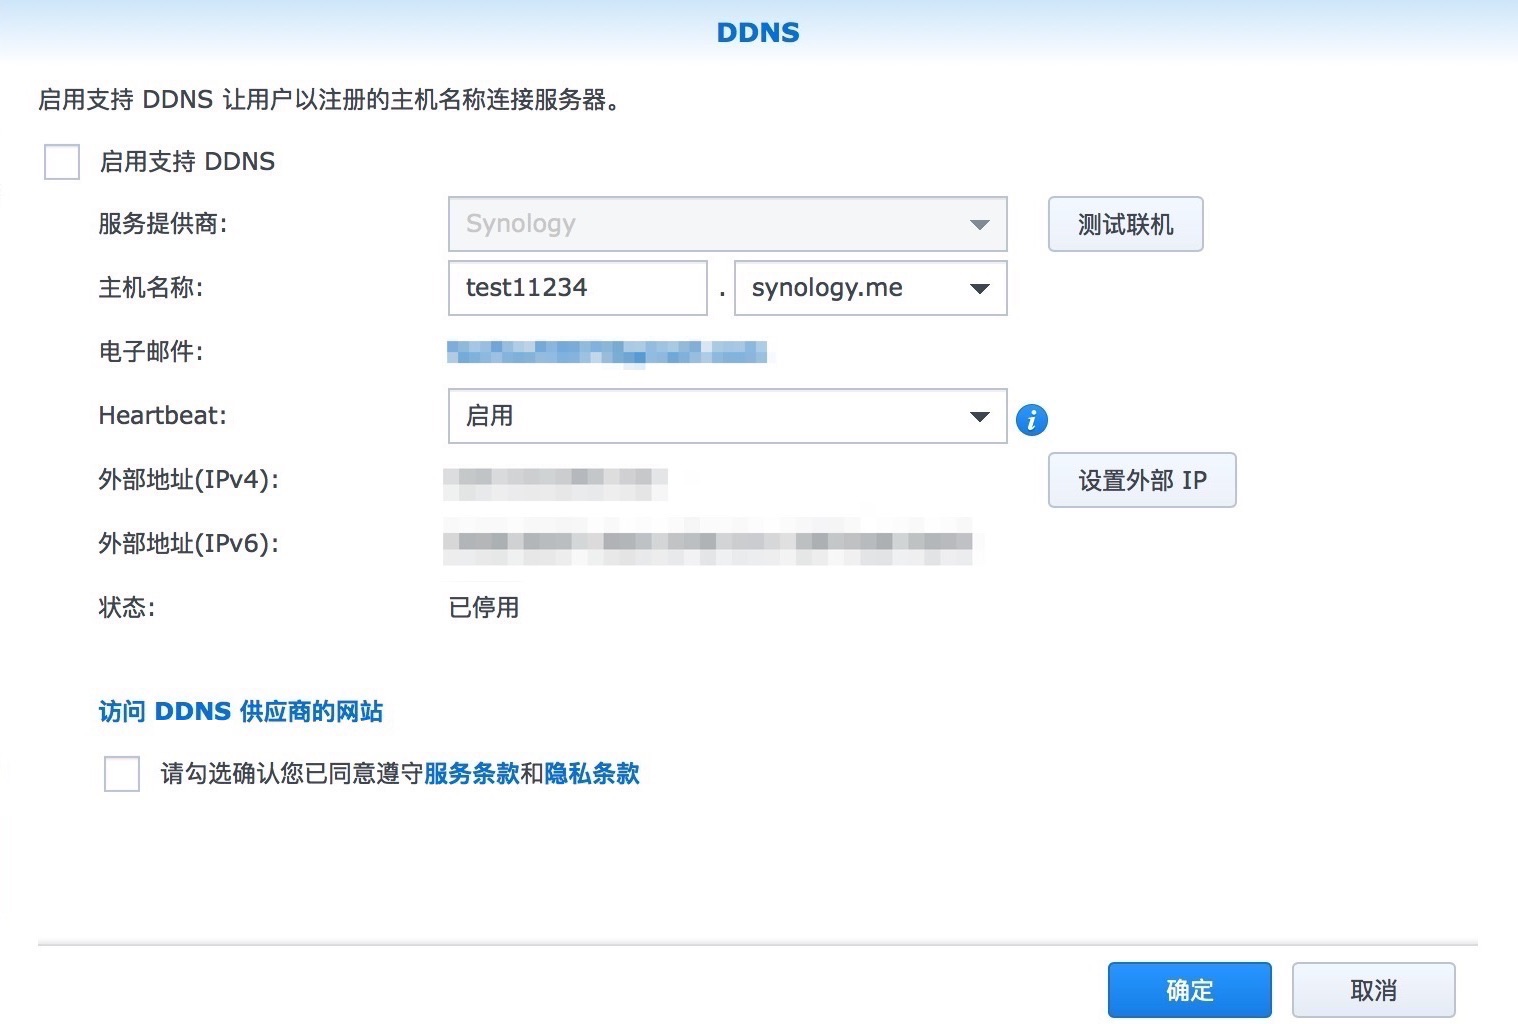 DDNS
启用支持 DDNS 让用户以注册的主机名称连接服务器。
启用支持 DDNS
服务提供商: Synology 测试联机
主机名称: test11234 . synology.me
电子邮件:
Heartbeat: 启用 i
外部地址(IPv4): 设置外部 IP
外部地址(IPv6):
状态: 已停用
访问 DDNS 供应商的网站
请勾选确认您已同意遵守服务条款和隐私条款
确定 取消